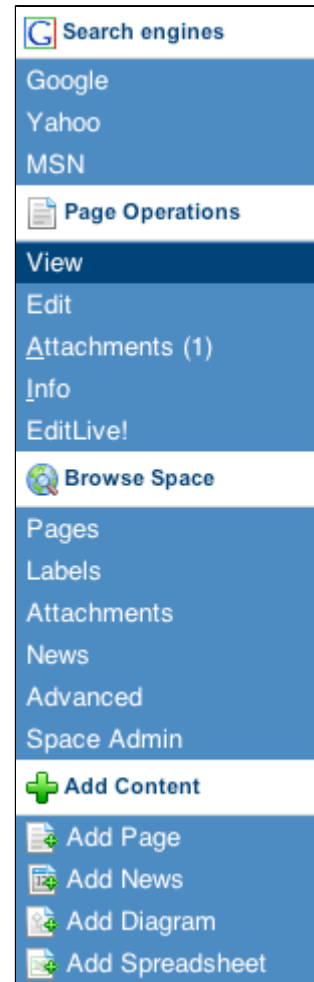 Search engines
Google
Yahoo
MSN
Page Operations
View
Edit
Attachments (1)
Info
EditLive!
Browse Space
Pages
Labels
Attachments
News
Advanced
Space Admin
Add Content
Add Page
Add News
Add Diagram
Add Spreadsheet